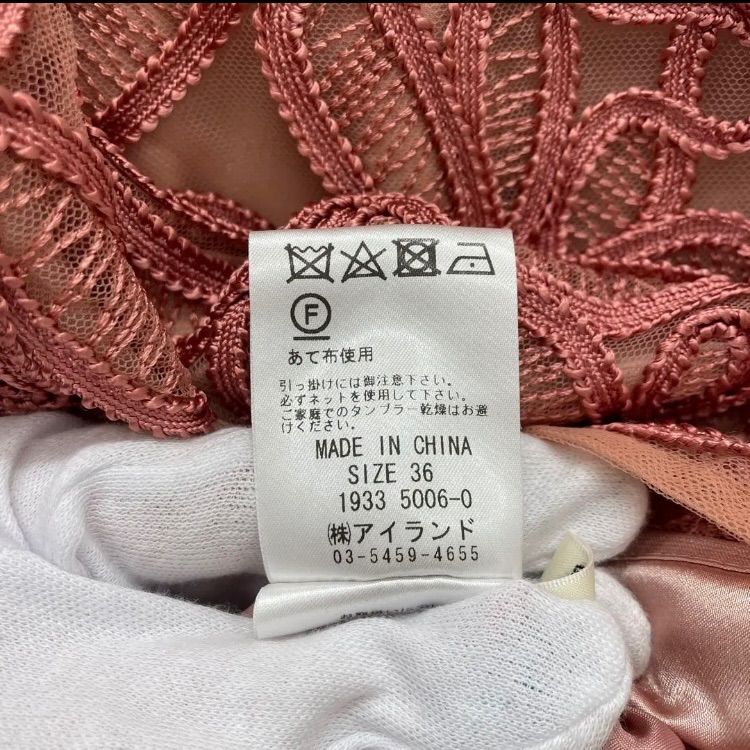 F
あて布使用
引っ掛けには御注意下さい。
必ずネットを使用して下さい。
ご家庭でのタンブラー乾燥はお避
けください。
MADE IN CHINA
SIZE 36
1933 5006-0
㈱アイランド
03-5459-4655